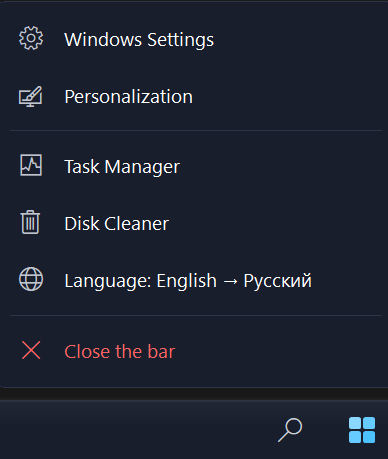 Windows Settings
Personalization
Task Manager
Disk Cleaner
Language: English → Русский
Close the bar